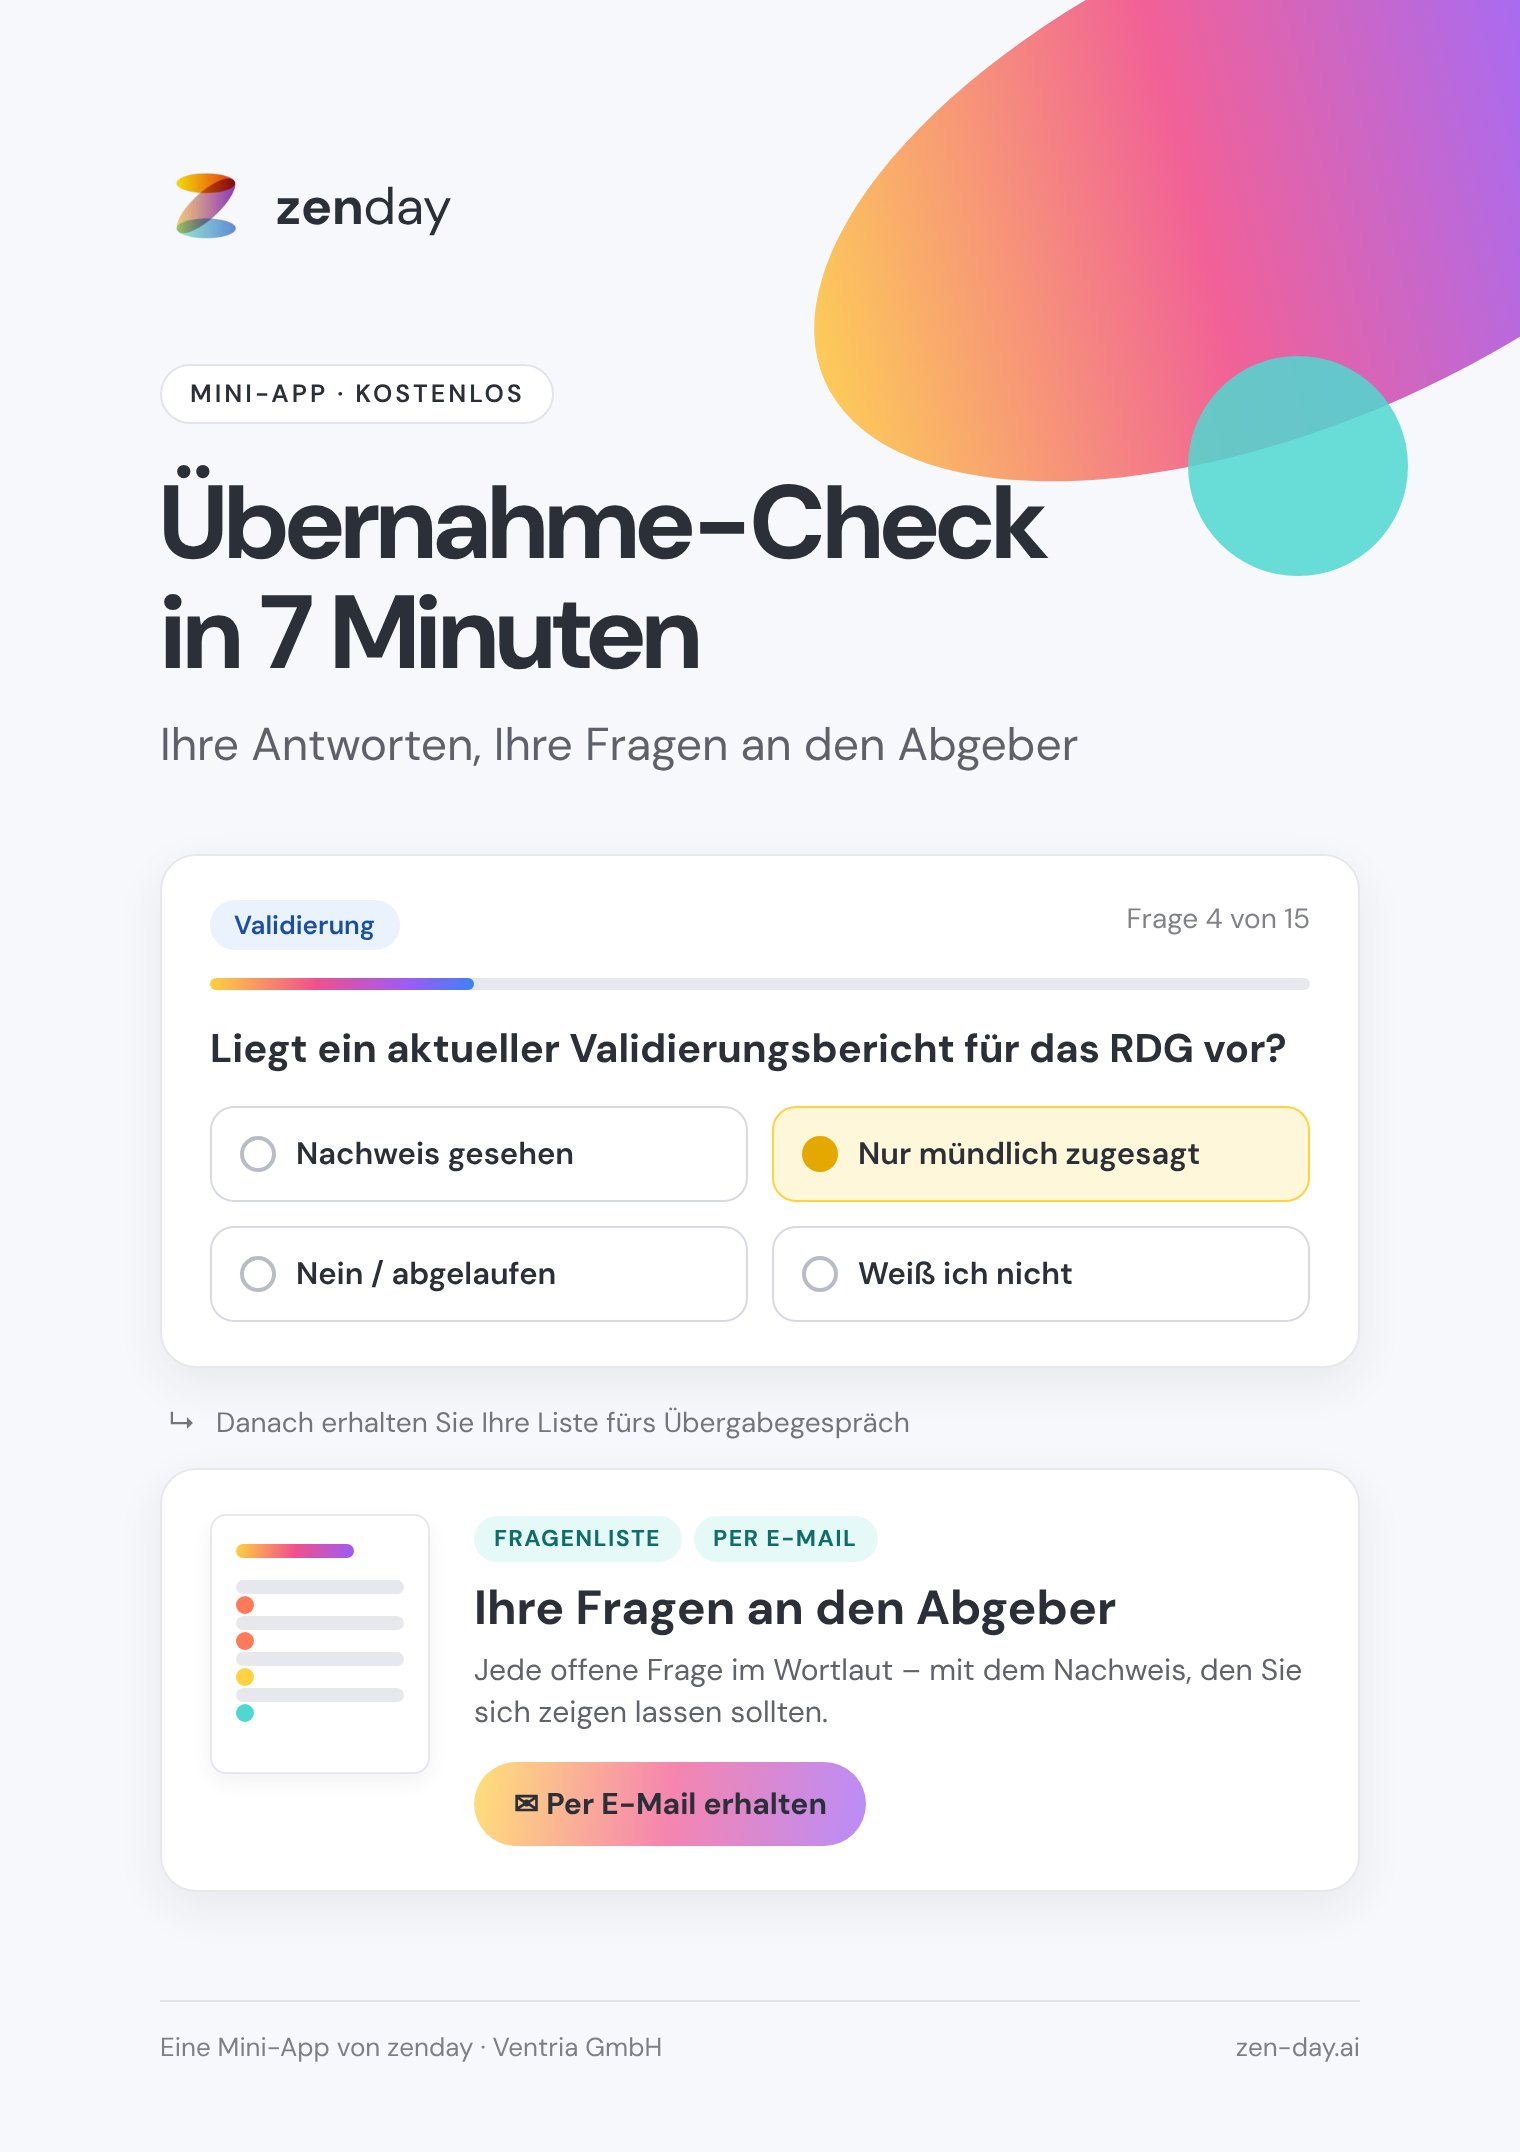 zenday
MINI-APP · KOSTENLOS
Übernahme-Check
in 7 Minuten
Ihre Antworten, Ihre Fragen an den Abgeber
Validierung
Frage 4 von 15
Liegt ein aktueller Validierungsbericht für das RDG vor?
Nachweis gesehen
Nur mündlich zugesagt
Nein / abgelaufen
Weiß ich nicht
↳ Danach erhalten Sie Ihre Liste fürs Übergabegespräch
FRAGENLISTE
PER E-MAIL
Ihre Fragen an den Abgeber
Jede offene Frage im Wortlaut – mit dem Nachweis, den Sie
sich zeigen lassen sollten.
✉ Per E-Mail erhalten
Eine Mini-App von zenday · Ventria GmbH
zen-day.ai